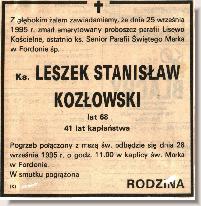 Z głębokim żalem zawiadamiamy, że dnia 25 września
1995 r. zmarł emerytowany proboszcz parafii Lisewo
Kościelne, ostatnio ks. Senior Parafii Świętego Marka
w Fordonie śp.
Ks. LESZEK STANISŁAW
KOZŁOWSKI
lat 68
41 lat kapłaństwa
Pogrzeb połączony z mszą św. odbędzie się dnia 28
września 1995 r. o godz. 11.00 w kaplicy św. Marka
w Fordonie.
W smutku pogrążona
RODZINA